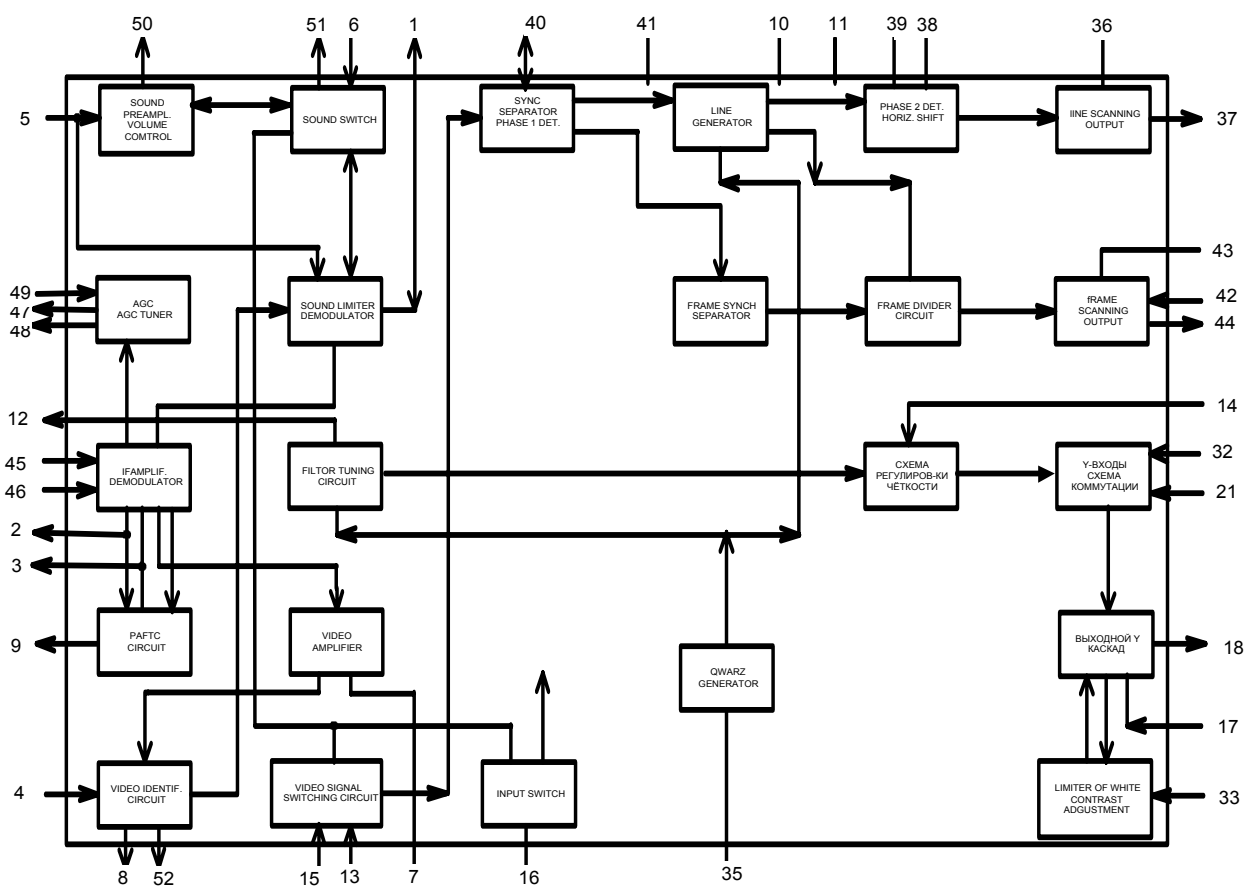 50
51
6
1
40
41
10
11
39
38
36
5
SOUND
PREAMPL.
VOLUME
COMTROL
SOUND SWITCH
SYNC
SEPARATOR
PHASE 1 DET.
LINE
GENERATOR
PHASE 2 DET.
HORIZ. SHIFT
IINE SCANNING
OUTPUT
37
49
47
48
AGC
AGC TUNER
SOUND LIMITER
DEMODULATOR
FRAME SYNCH
SEPARATOR
FRAME DIVIDER
CIRCUIT
fRAME
SCANNING
OUTPUT
43
42
44
12
14
45
46
IFAMPLIF.
DEMODULATOR
FILTOR TUNING
CIRCUIT
СХЕМА
РЕГУЛИРОВ-КИ
ЧЁТКОСТИ
Y-ВХОДЫ
СХЕМА
КОММУТАЦИИ
32
21
2
3
9
PAFTC
CIRCUIT
VIDEO
AMPLIFIER
QWARZ
GENERATOR
ВЫХОДНОЙ Y
КАСКАД
18
17
4
VIDEO IDENTIF.
CIRCUIT
VIDEO SIGNAL
SWITCHING CIRCUIT
INPUT SWITCH
LIMITER OF WHITE
CONTRAST
ADGUSTMENT
33
8
52
15
13
7
16
35